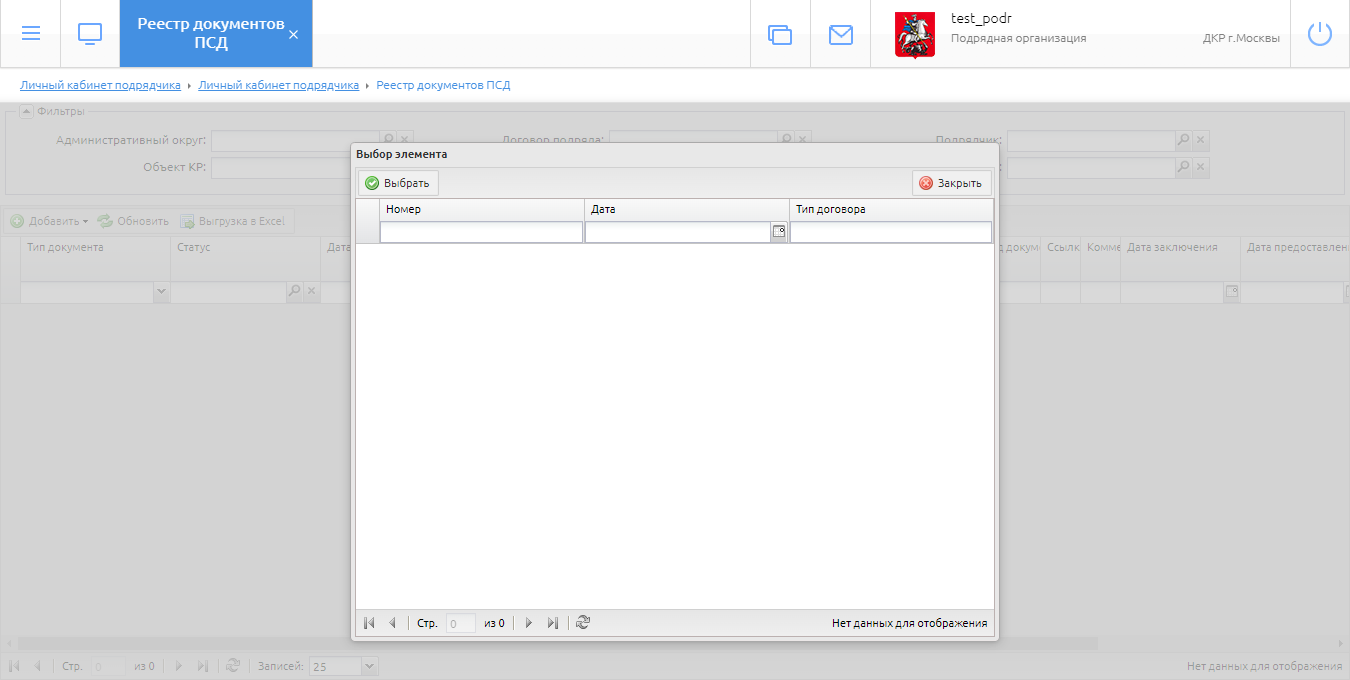 Реестр документов
ПСД
test_podr
Подрядная организация
ДКР г.Москвы
Личный кабинет подрядчика
Личный кабинет подрядчика
Реестр документов ПСД
Фильтры
Административный округ:
Договор подряда:
Подрядчик:
Объект КР:
Выбор элемента
Выбрать
Закрыть
Номер
Дата
Тип договора
Добавить
Обновить
Выгрузка в Excel
Тип документа
Статус
Дата
Ссылк
Комме
Дата заключения
Дата предоставлен
Стр.
0
из 0
Нет данных для отображения
Стр.
0
из 0
Записей:
25
Нет данных для отображения